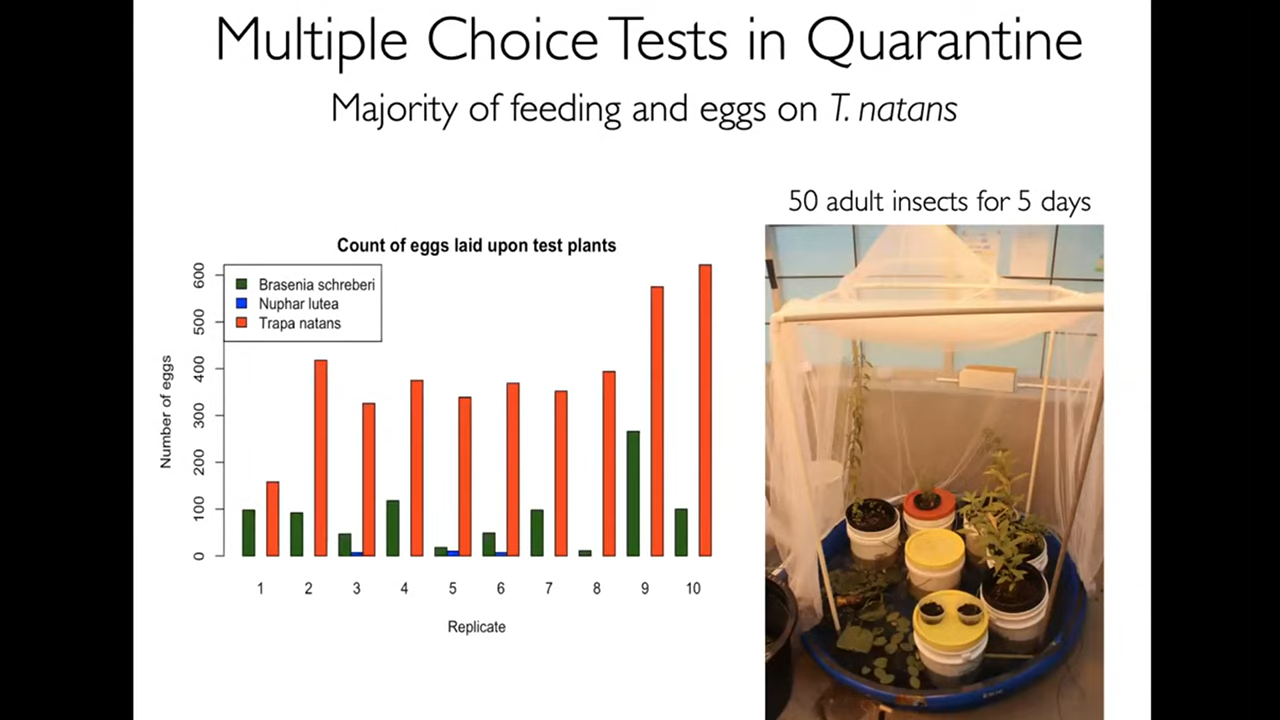 Multiple Choice Tests in Quarantine
Majority of feeding and eggs on T. natans
50 adult insects for 5 days
Count of eggs laid upon test plants
Brasenia schreberi
Nuphar lutea
Trapa natans
Number of eggs
600
500
400
300
200
100
0
1 2 3 4 5 6 7 8 9 10
Replicate